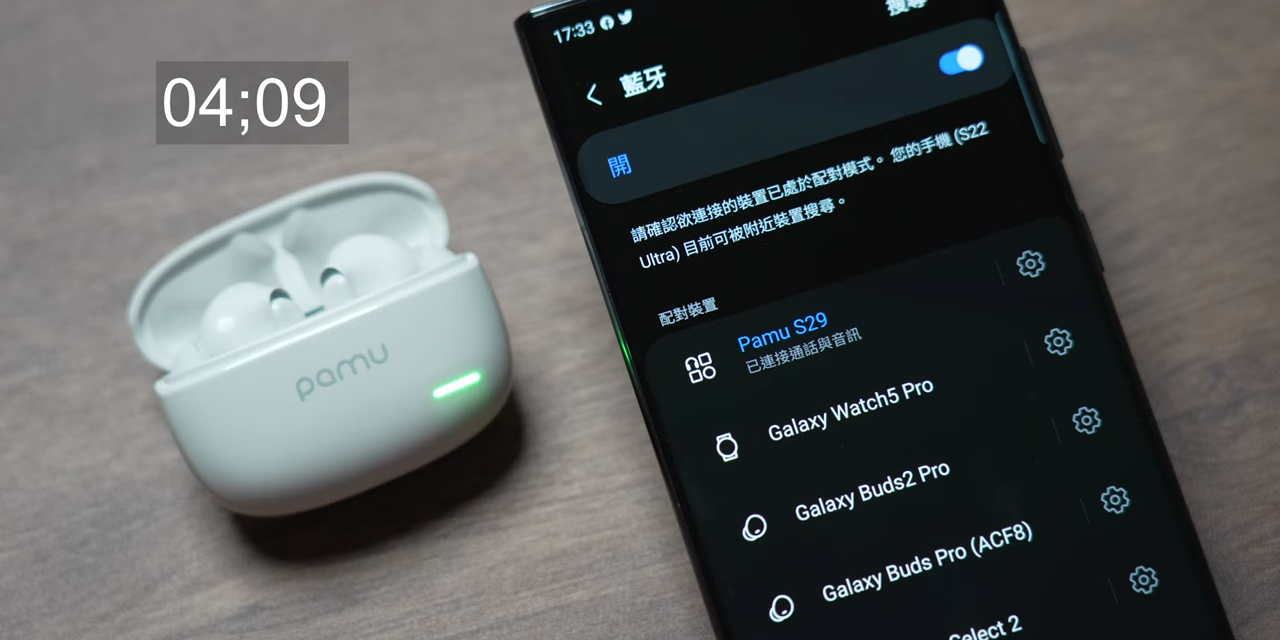 04;09
pamu
17:33
搜尋
藍牙
開
請確認欲連接的裝置已處於配對模式。 您的手機 (S22
Ultra) 目前可被附近裝置搜尋。
配對裝置
Pamu S29
已連接通話與音訊
Galaxy Watch5 Pro
Galaxy Buds2 Pro
Galaxy Buds Pro (ACF8)
Select 2